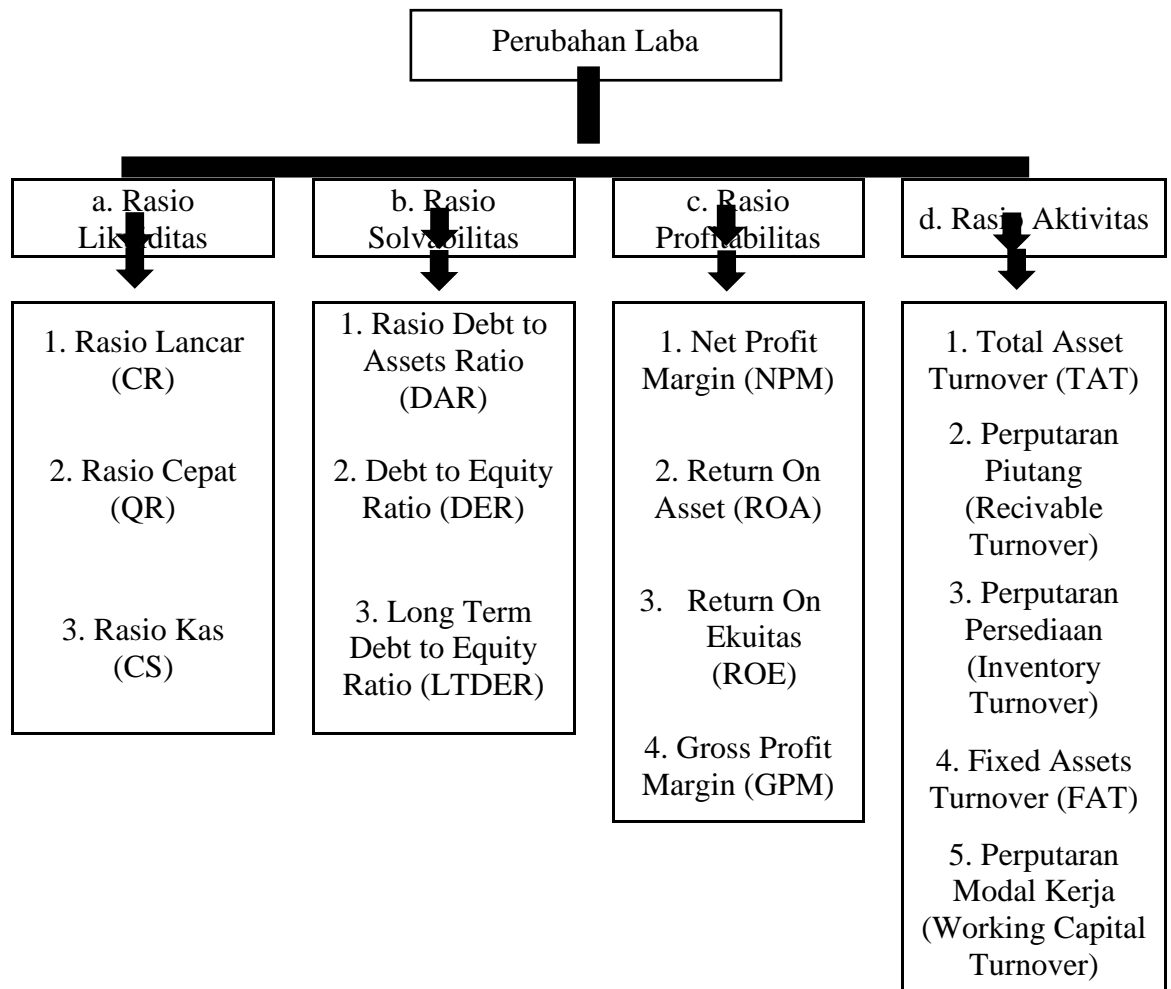 Perubahan Laba
a. Rasio
Likuiditas
b. Rasio
Solvabilitas
c. Rasio
Profitabilitas
d. Rasio Aktivitas
1. Rasio Lancar
(CR)
2. Rasio Cepat
(QR)
3. Rasio Kas
(CS)
1. Rasio Debt to
Assets Ratio
(DAR)
2. Debt to Equity
Ratio (DER)
3. Long Term
Debt to Equity
Ratio (LTDER)
1. Net Profit
Margin (NPM)
2. Return On
Asset (ROA)
3. Return On
Ekuitas
(ROE)
4. Gross Profit
Margin (GPM)
1. Total Asset
Turnover (TAT)
2. Perputaran
Piutang
(Recivable
Turnover)
3. Perputaran
Persediaan
(Inventory
Turnover)
4. Fixed Assets
Turnover (FAT)
5. Perputaran
Modal Kerja
(Working Capital
Turnover)